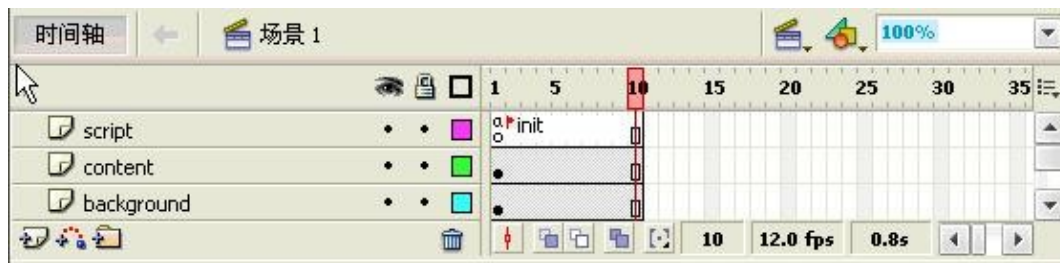 时间轴 场景 1 100%
1 5 10 15 20 25 30 35
script a init
content
background
10 12.0 fps 0.8s